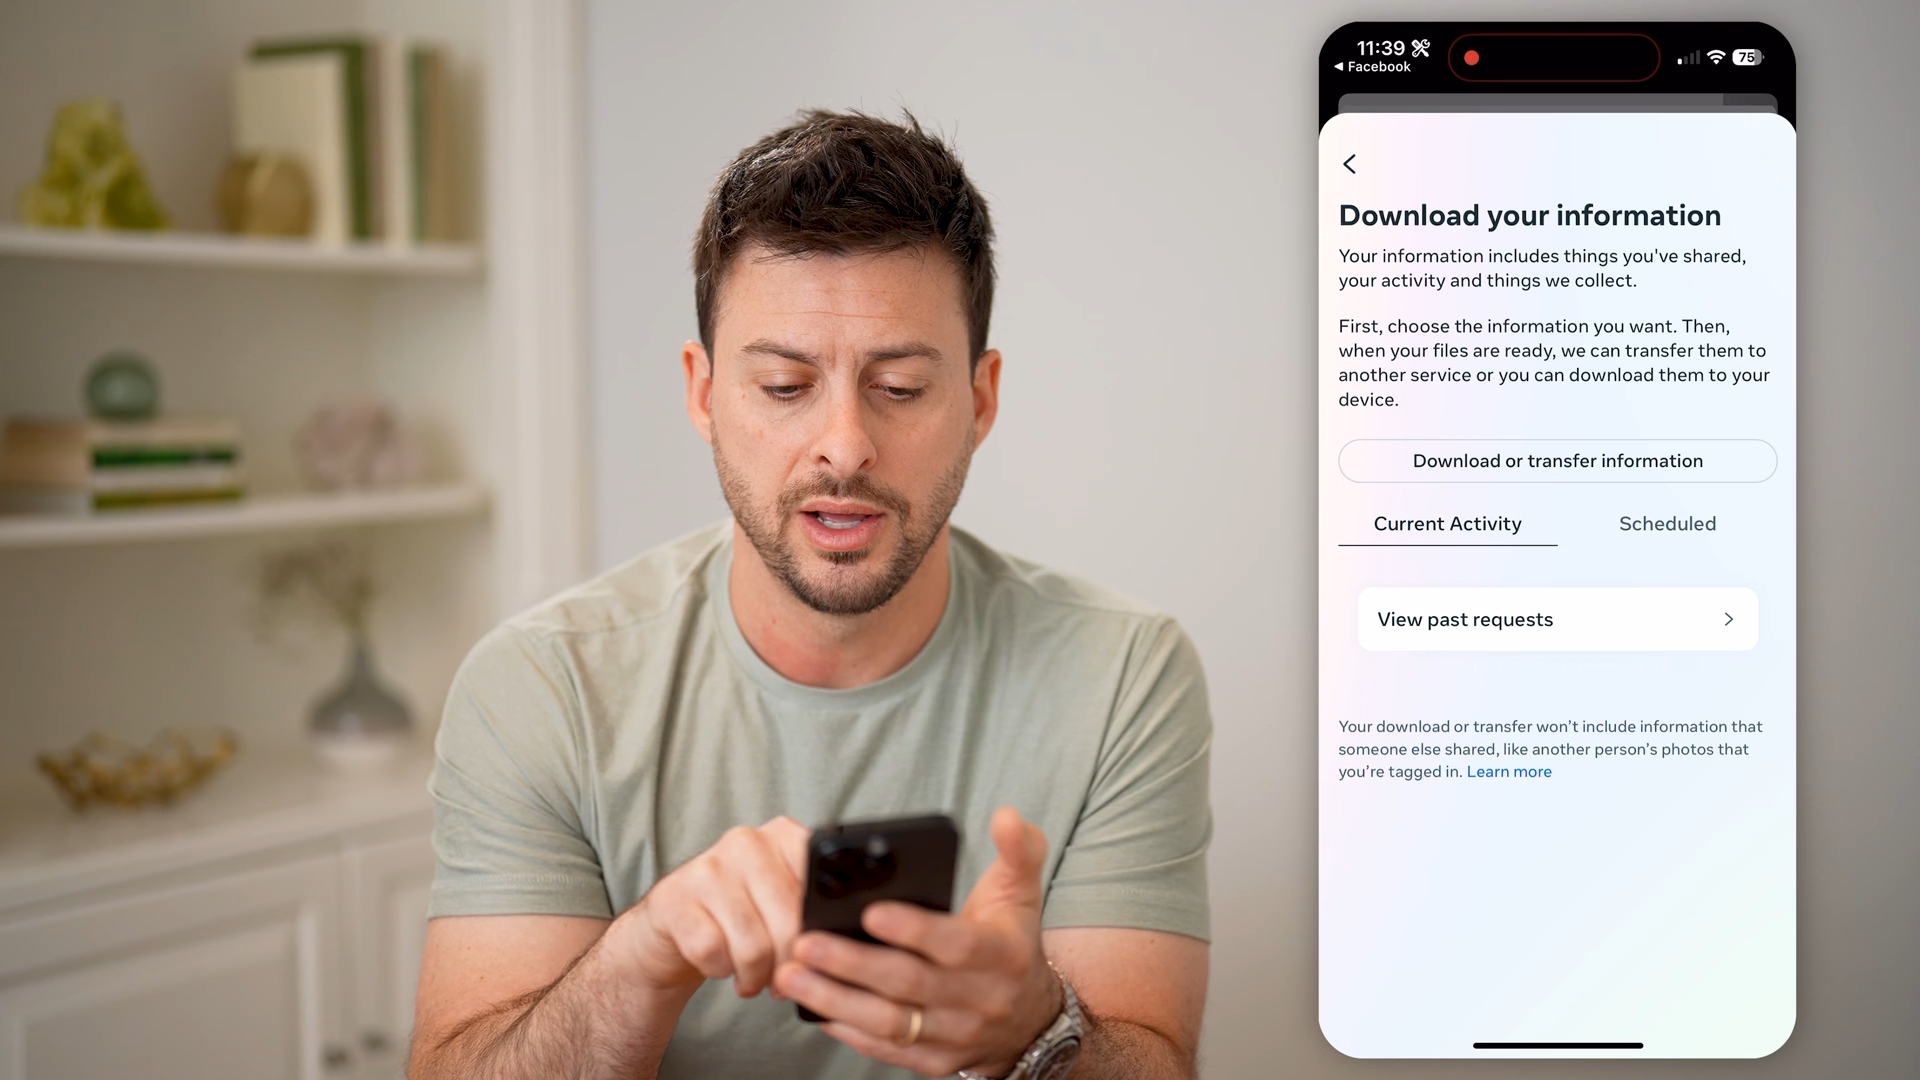 11:39
◀ Facebook
75
Download your information
Your information includes things you've shared,
your activity and things we collect.
First, choose the information you want. Then,
when your files are ready, we can transfer them to
another service or you can download them to your
device.
Download or transfer information
Current Activity
Scheduled
View past requests
Your download or transfer won’t include information that
someone else shared, like another person’s photos that
you’re tagged in. Learn more